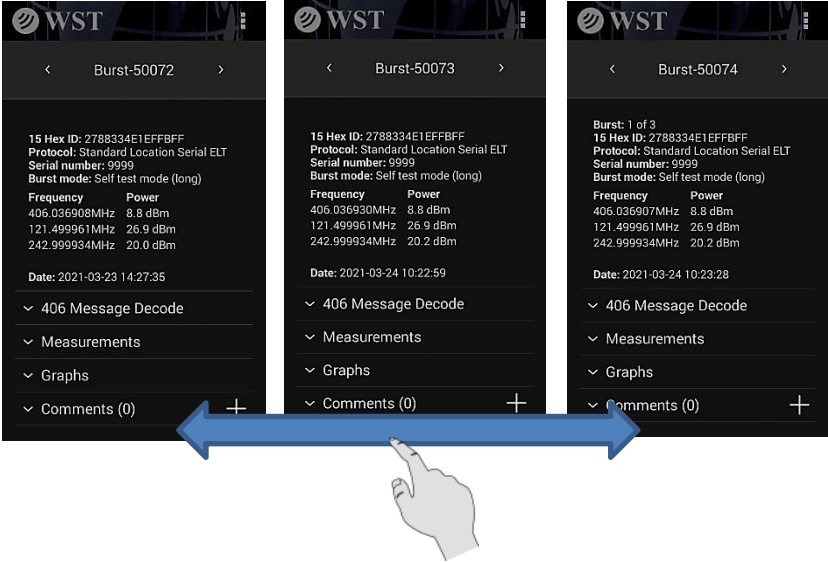 WST
Burst-50072
15 Hex ID: 2788334E1EFFBFF
Protocol: Standard Location Serial ELT
Serial number: 9999
Burst mode: Self test mode (long)
Frequency Power
406.036908MHz 8.8 dBm
121.499961MHz 26.9 dBm
242.999934MHz 20.0 dBm
Date: 2021-03-23 14:27:35
406 Message Decode
Measurements
Graphs
Comments (0)
WST
Burst-50073
15 Hex ID: 2788334E1EFFBFF
Protocol: Standard Location Serial ELT
Serial number: 9999
Burst mode: Self test mode (long)
Frequency Power
406.036930MHz 8.8 dBm
121.499961MHz 26.9 dBm
242.999934MHz 20.2 dBm
Date: 2021-03-24 10:22:59
406 Message Decode
Measurements
Graphs
Comments (0)
WST
Burst-50074
Burst: 1 of 3
15 Hex ID: 2788334E1EFFBFF
Protocol: Standard Location Serial ELT
Serial number: 9999
Burst mode: Self test mode (long)
Frequency Power
406.036907MHz 8.8 dBm
121.499961MHz 26.9 dBm
242.999934MHz 20.2 dBm
Date: 2021-03-24 10:23:28
406 Message Decode
Measurements
Graphs
Comments (0)